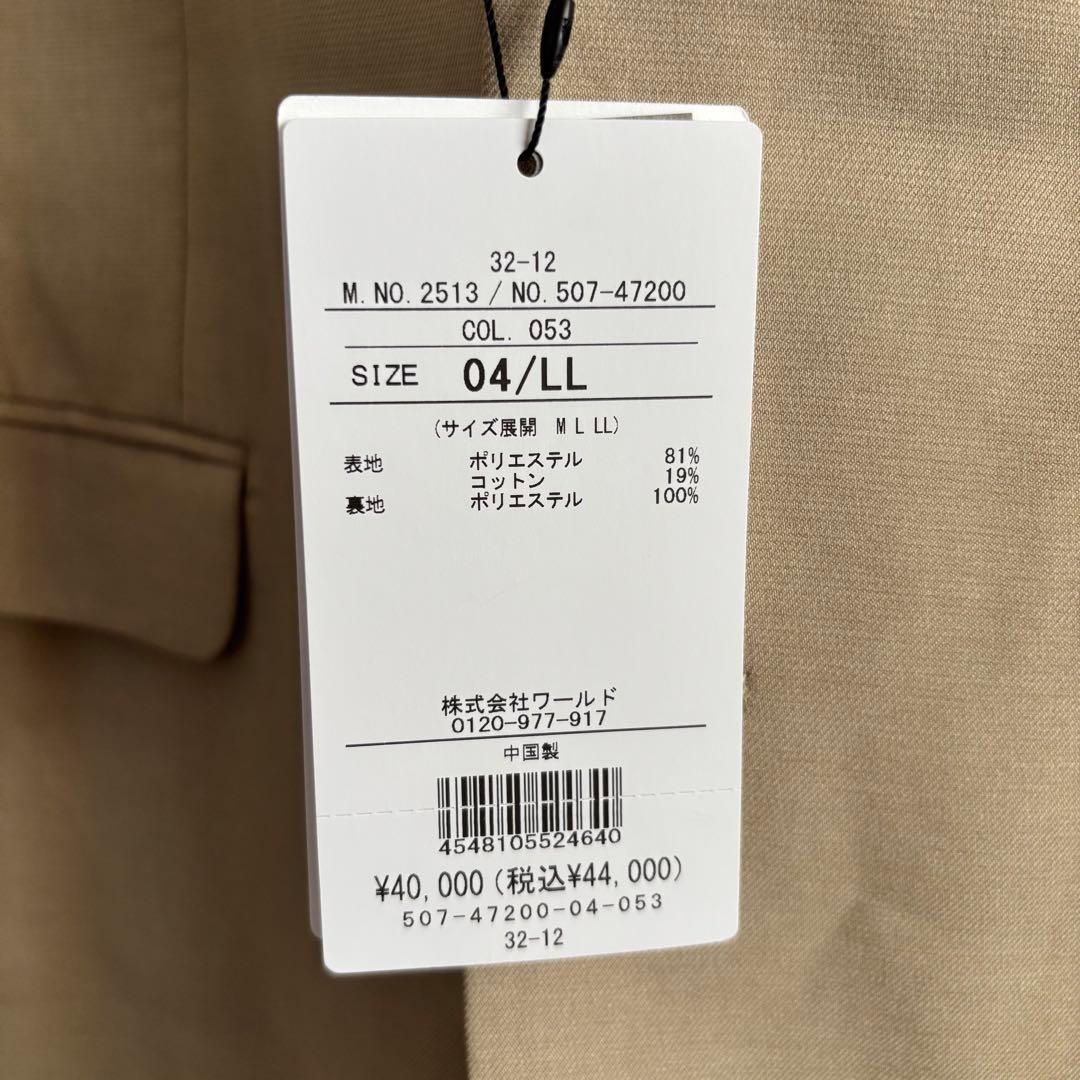 32-12
M.NO.2513 / NO.507-47200
COL. 053
SIZE 04/LL
(サイズ展開 M L LL)
表地 ポリエステル 81%
コットン 19%
裏地 ポリエステル 100%
株式会社ワールド
0120-977-917
中国製
4548105524640
¥40,000(税込¥44,000)
507-47200-04-053
32-12